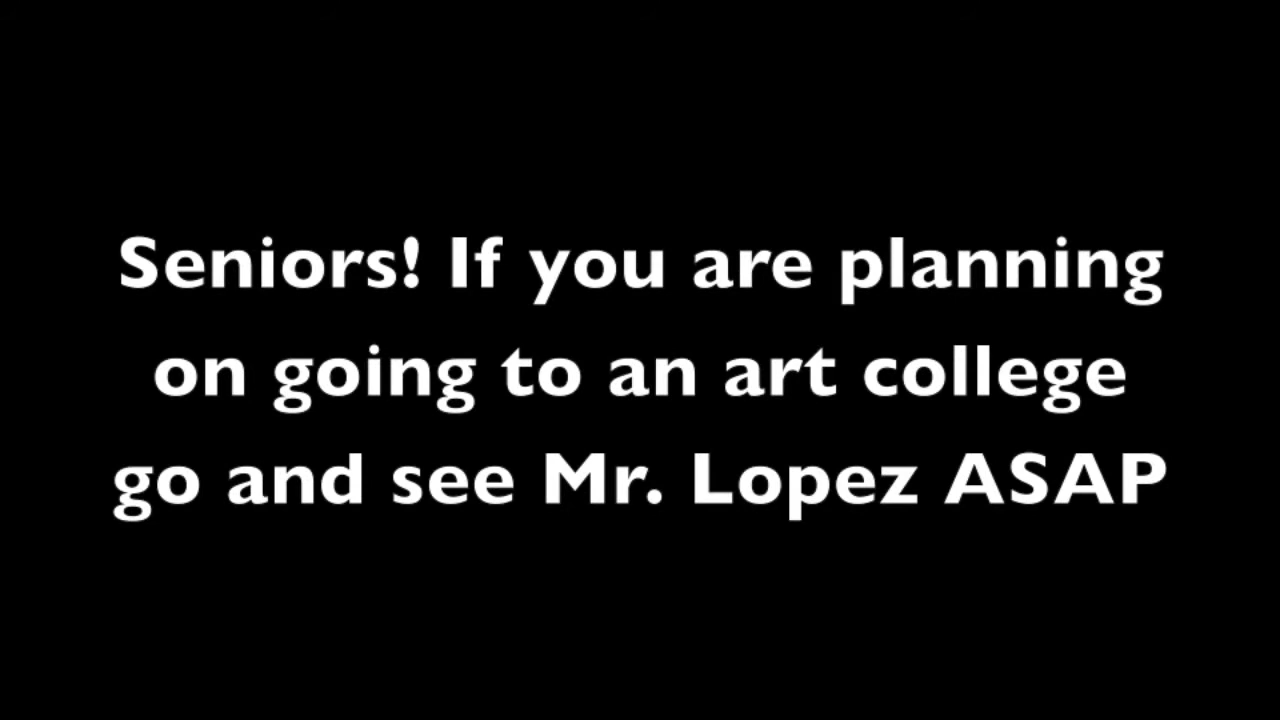 Seniors! If you are planning
on going to an art college
go and see Mr. Lopez ASAP